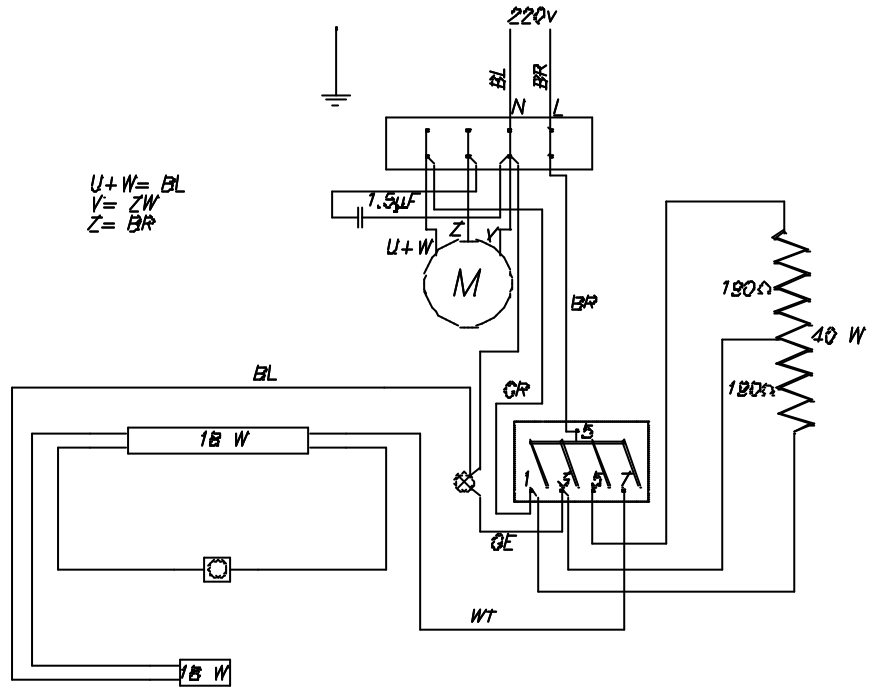 220v
BL
BR
N
L
U+W= BL
V= ZW
Z= BR
1.5µF
Z
V
U+W
M
BR
190Ω
40 W
190Ω
BL
GR
18 W
5
1
3
5
7
GE
WT
18 W